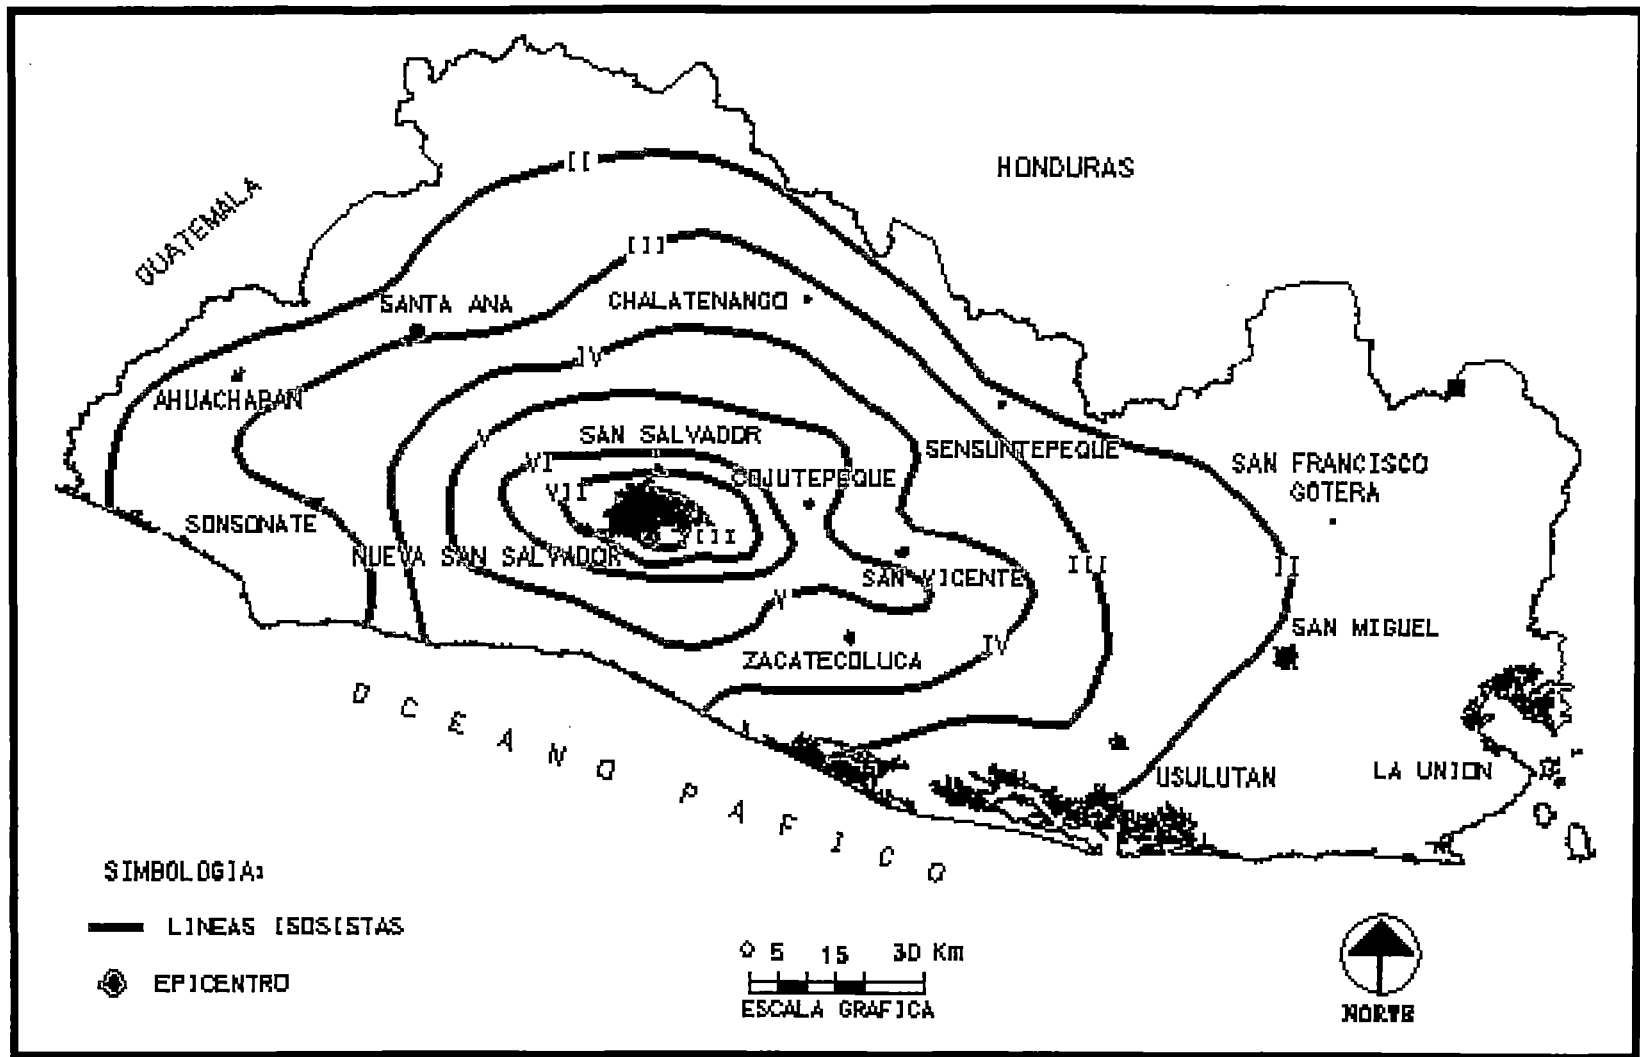 HONDURAS
GUATEMALA
II
III
SANTA ANA
CHALATENANGO
IV
AHUACHAPAN
V
SAN SALVADOR
SENSUNTEPEQUE
VI
COJUTEPEQUE
SAN FRANCISCO
GOTERA
VII
SONSONATE
III
NUEVA SAN SALVADOR
III
II
SAN VICENTE
V
SAN MIGUEL
IV
ZACATECOLUCA
OCEANO PAFICO
USULUTAN
LA UNION
SIMBOLOGIA:
LINEAS ISOSISTAS
EPICENTRO
0 5 15 30 Km
ESCALA GRAFICA
NORTE